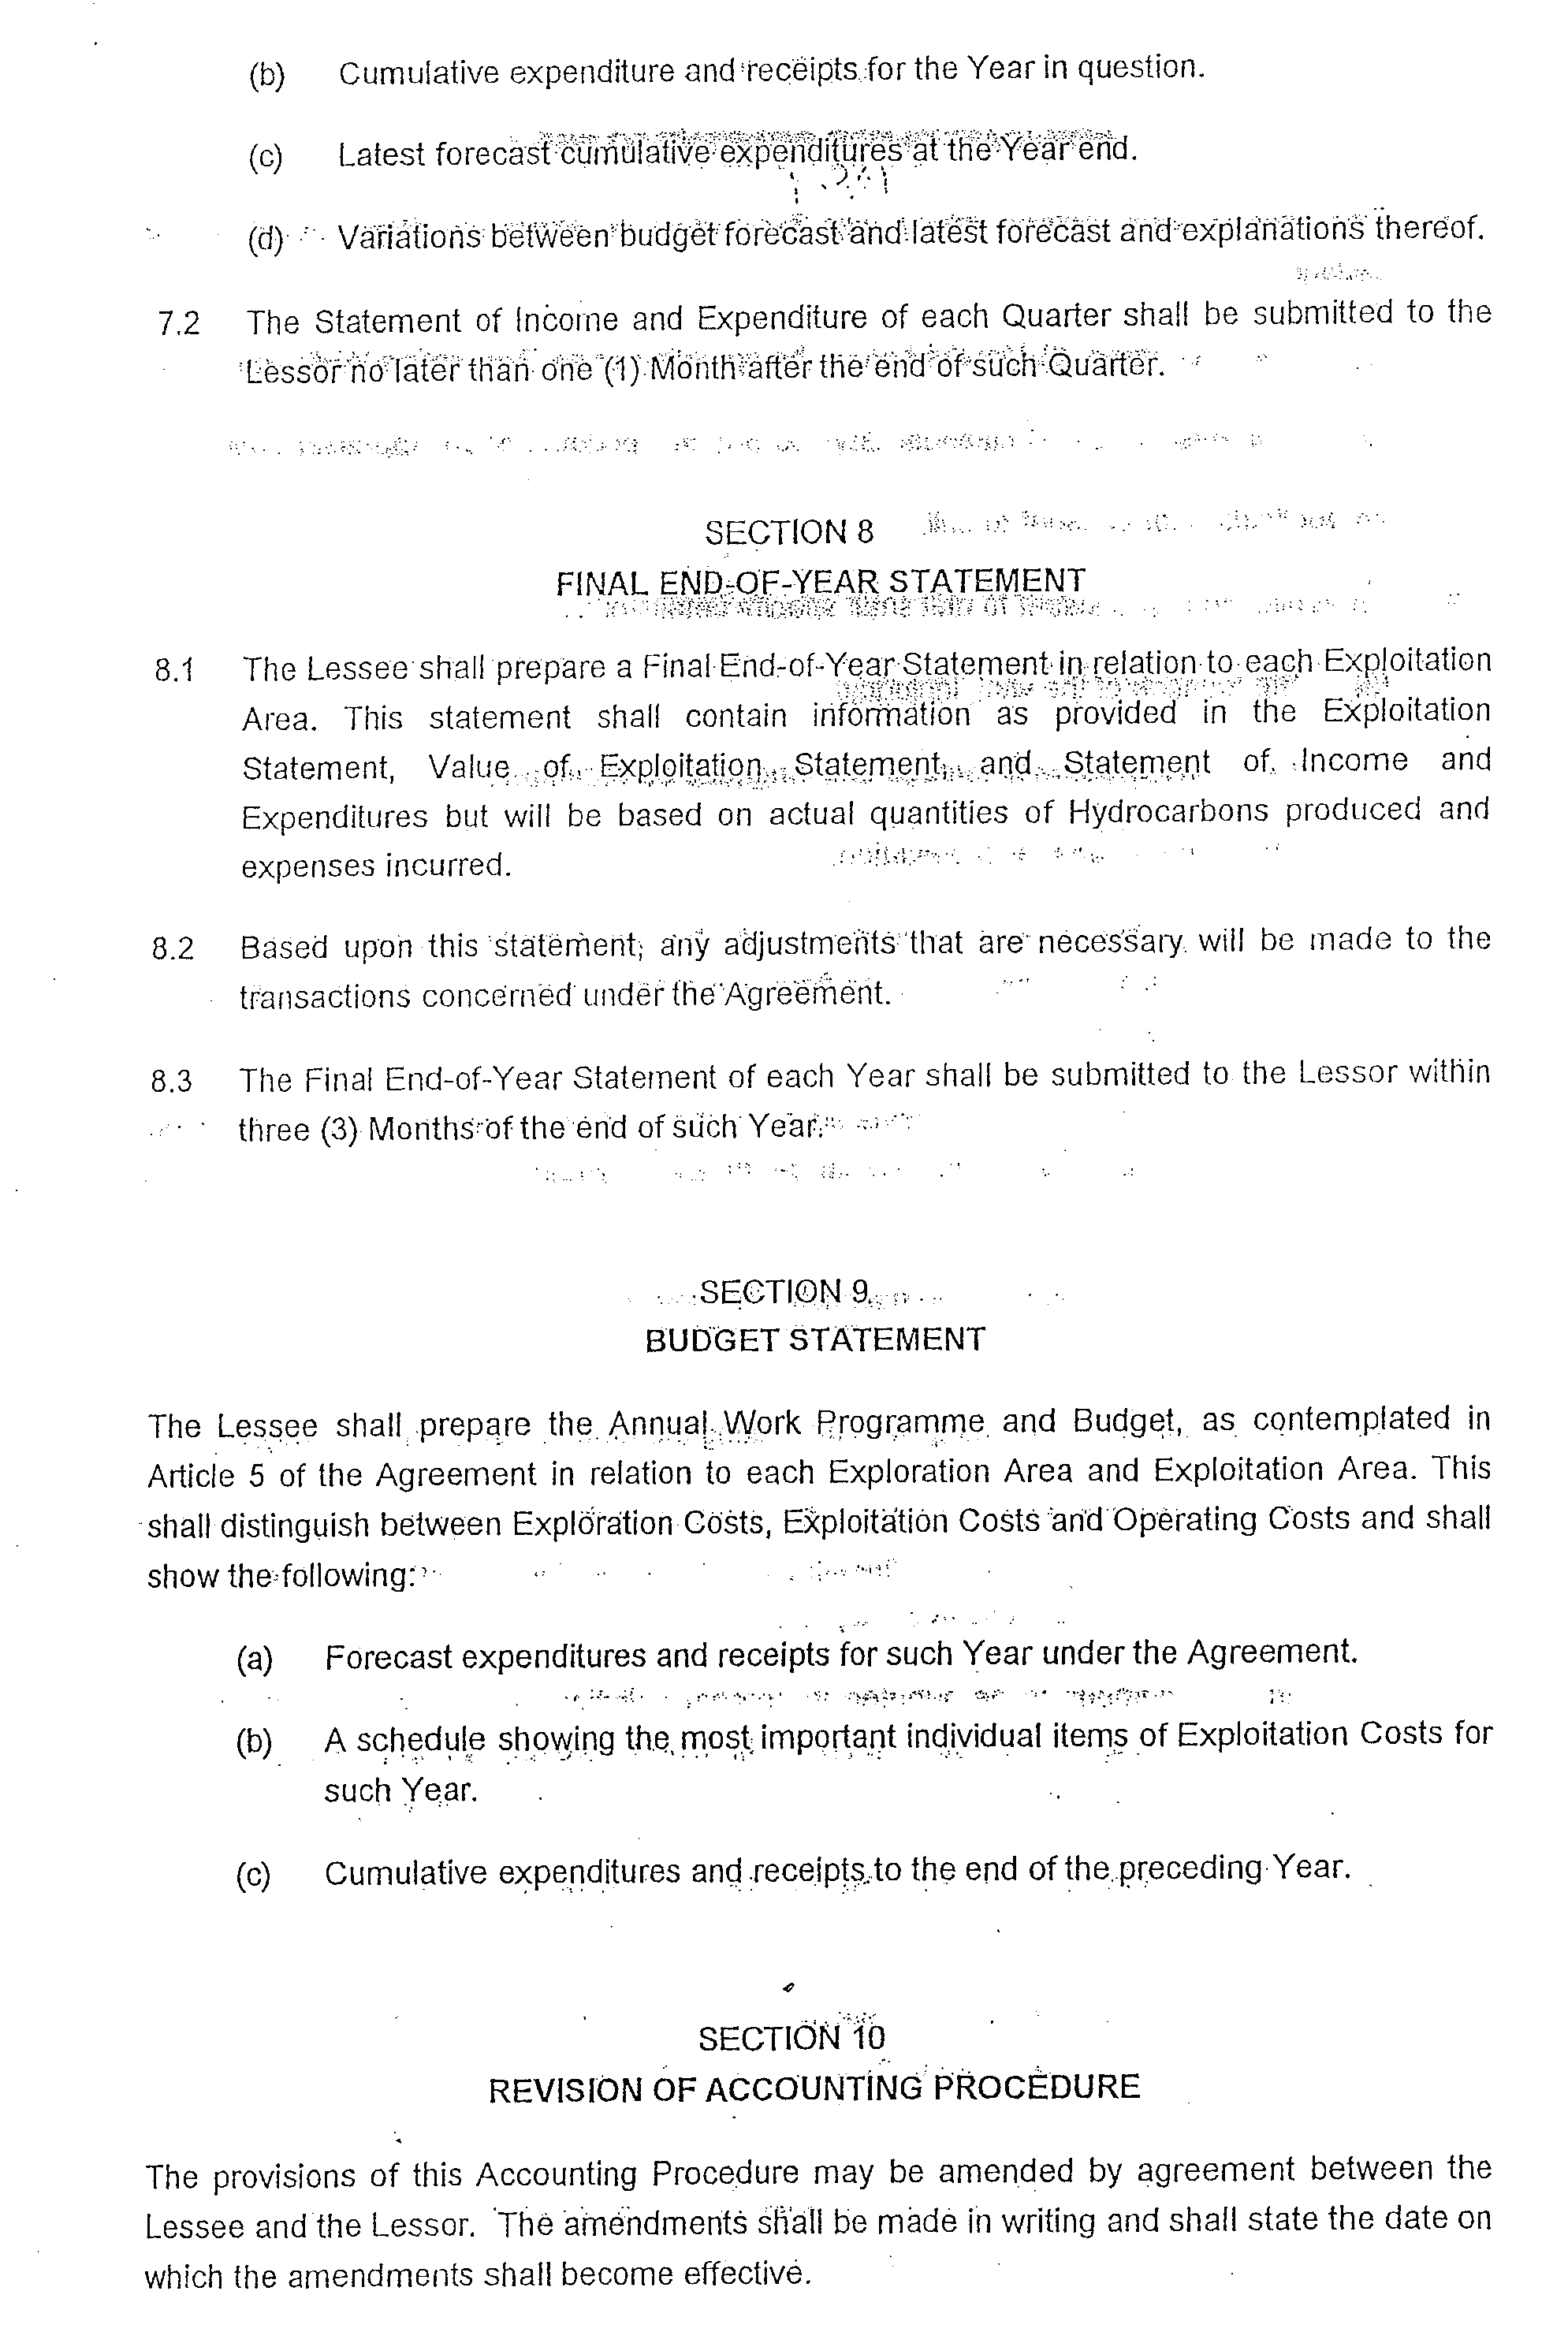 (b) Cumulative expenditure and receipts for the Year in question.
(c) Latest forecast cumulative expenditures at the Year end.
(d) Variations between budget forecast and latest forecast and explanations thereof.
7.2 The Statement of Income and Expenditure of each Quarter shall be submitted to the
Lessor no later than one (1) Month after the end of such Quarter.
SECTION 8
FINAL END-OF-YEAR STATEMENT
8.1 The Lessee shall prepare a Final End-of-Year Statement in relation to each Exploitation
Area. This statement shall contain information as provided in the Exploitation
Statement, Value of Exploitation Statement, and Statement of Income and
Expenditures but will be based on actual quantities of Hydrocarbons produced and
expenses incurred.
8.2 Based upon this statement, any adjustments that are necessary will be made to the
transactions concerned under the Agreement.
8.3 The Final End-of-Year Statement of each Year shall be submitted to the Lessor within
three (3) Months of the end of such Year.
SECTION 9
BUDGET STATEMENT
The Lessee shall prepare the Annual Work Programme and Budget, as contemplated in
Article 5 of the Agreement in relation to each Exploration Area and Exploitation Area. This
shall distinguish between Exploration Costs, Exploitation Costs and Operating Costs and shall
show the following:
(a) Forecast expenditures and receipts for such Year under the Agreement.
(b) A schedule showing the most important individual items of Exploitation Costs for
such Year.
(c) Cumulative expenditures and receipts to the end of the preceding Year.
SECTION 10
REVISION OF ACCOUNTING PROCEDURE
The provisions of this Accounting Procedure may be amended by agreement between the
Lessee and the Lessor. The amendments shall be made in writing and shall state the date on
which the amendments shall become effective.